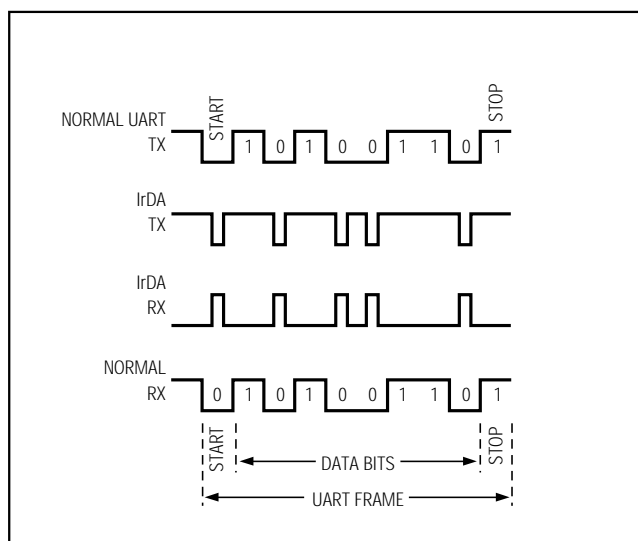 NORMAL UART
TX
START
1 0 1 0 0 1 1 0
STOP
1
IrDA
TX
IrDA
RX
NORMAL
RX
0 1 0 1 0 0 1 1 0 1
START
DATA BITS
STOP
UART FRAME